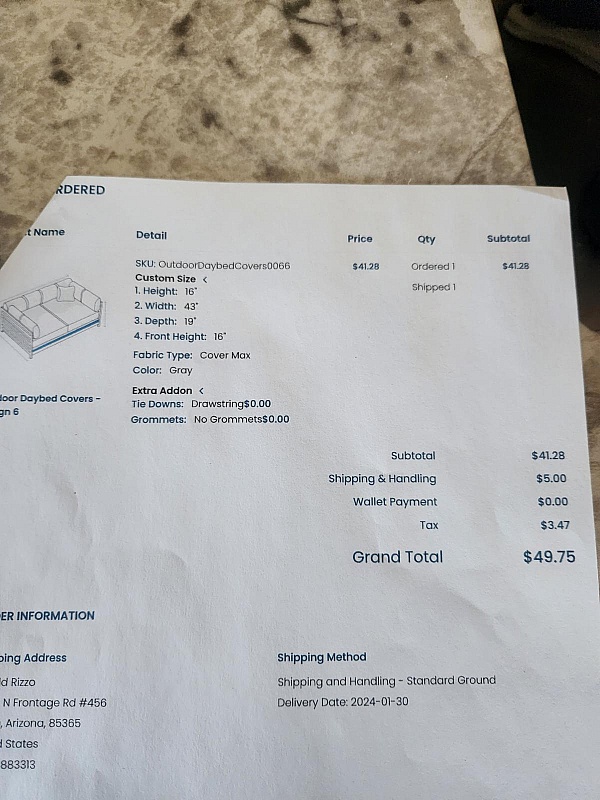 RDERED
t Name Detail Price Qty Subtotal
SKU: OutdoorDaybedCovers0066 $41.28 Ordered 1 $41.28
Custom Size <
Shipped 1
1. Height: 16"
2. Width: 43"
3. Depth: 19"
4. Front Height: 16"
Fabric Type: Cover Max
Color: Gray
Extra Addon <
door Daybed Covers -
Tie Downs: Drawstring$0.00
gn 6
Grommets: No Grommets$0.00
Subtotal $41.28
Shipping & Handling $5.00
Wallet Payment $0.00
Tax $3.47
Grand Total $49.75
ER INFORMATION
ping Address Shipping Method
ld Rizzo Shipping and Handling - Standard Ground
N Frontage Rd #456 Delivery Date: 2024-01-30
, Arizona, 85365
d States
883313